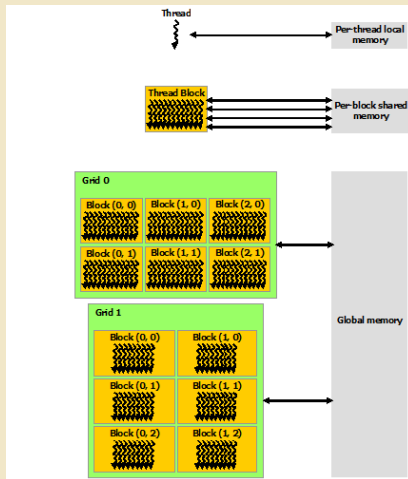 Thread
Per-thread local
memory
Thread Block
Per-block shared
memory
Grid 0
Block (0, 0)
Block (1, 0)
Block (2, 0)
Block (0, 1)
Block (1, 1)
Block (2, 1)
Global memory
Grid 1
Block (0, 0)
Block (1, 0)
Block (0, 1)
Block (1, 1)
Block (0, 2)
Block (1, 2)